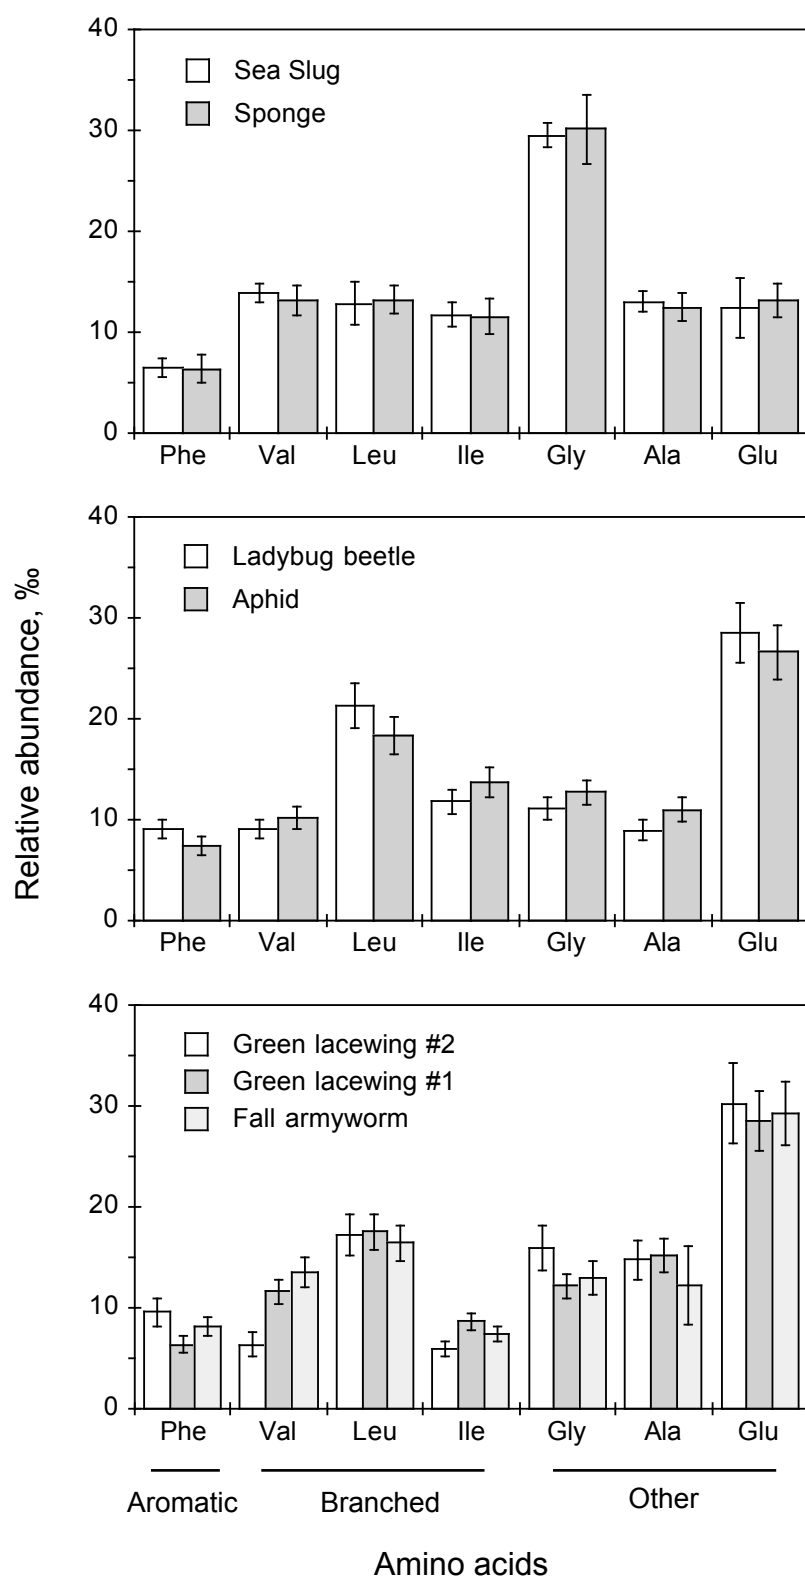 Relative abundance, ‰
40
30
20
10
0
Sea Slug
Sponge
Phe Val Leu Ile Gly Ala Glu
40
30
20
10
0
Ladybug beetle
Aphid
Phe Val Leu Ile Gly Ala Glu
40
30
20
10
0
Green lacewing #2
Green lacewing #1
Fall armyworm
Phe Val Leu Ile Gly Ala Glu
Aromatic Branched Other
Amino acids